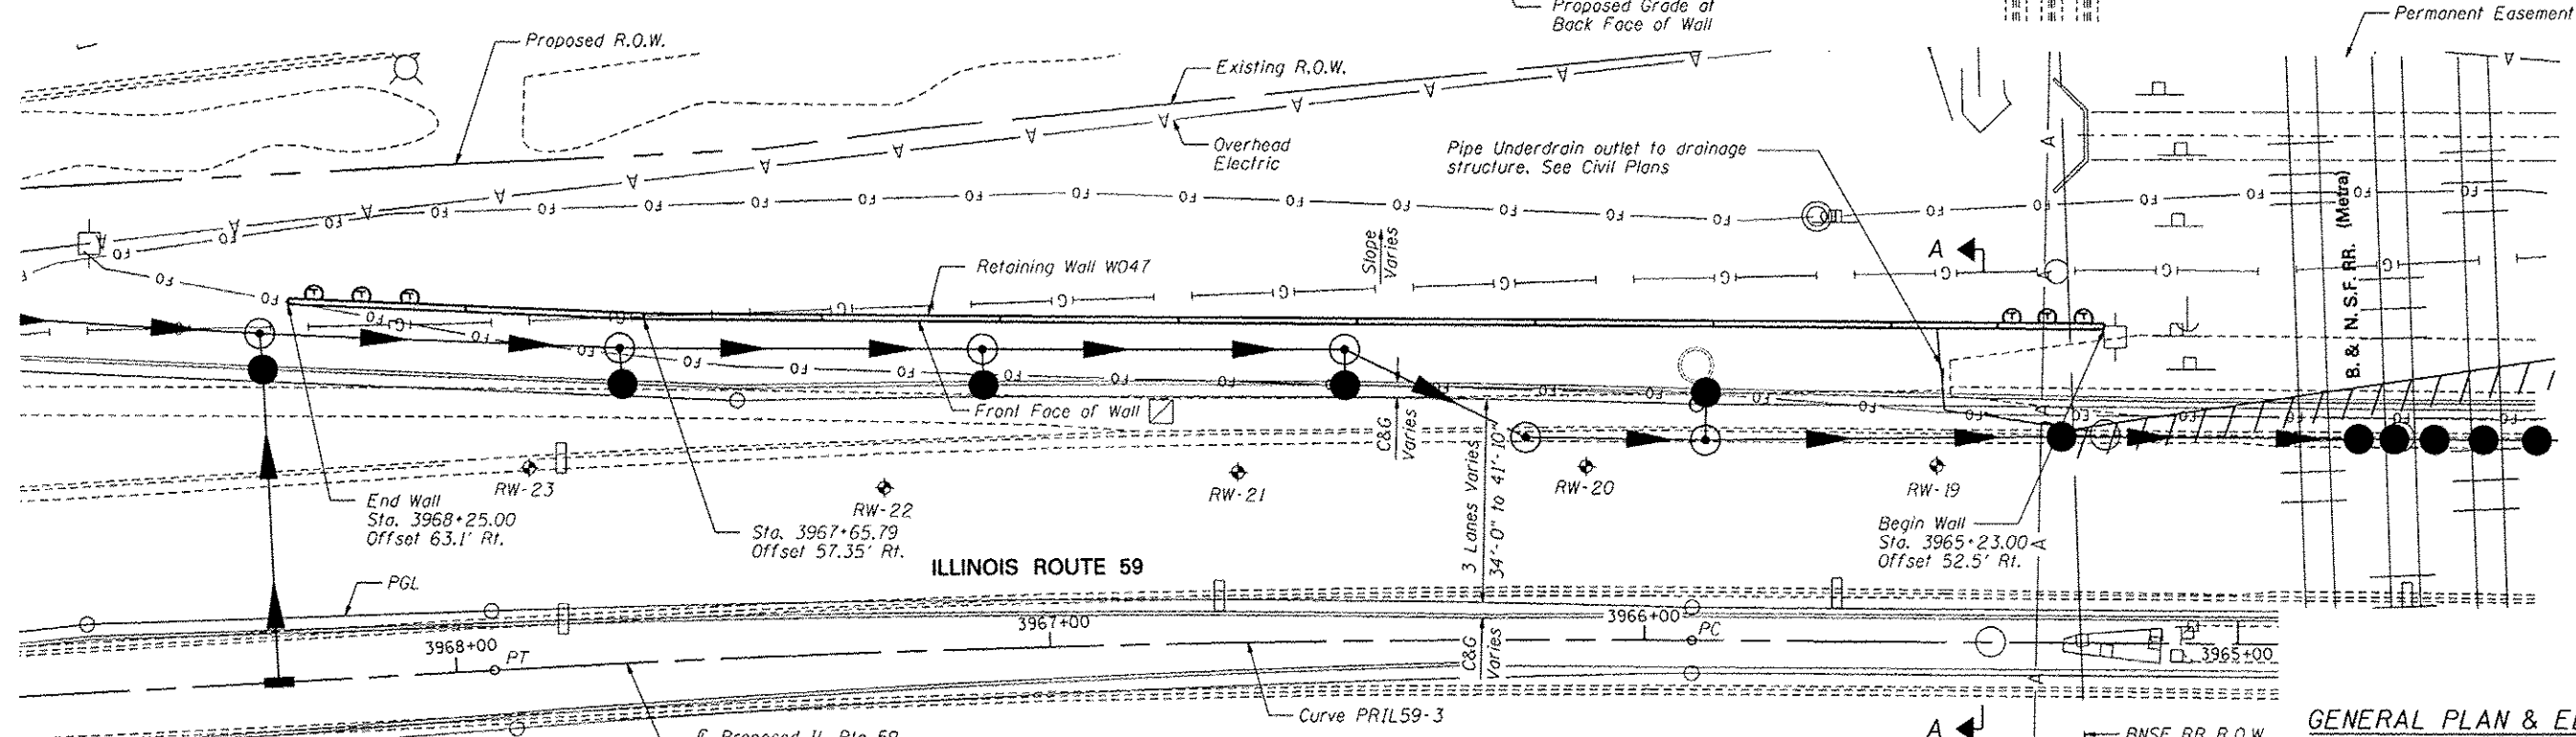 Proposed Grade at
Back Face of Wall
Permanent Easement
Proposed R.O.W.
Existing R.O.W.
Overhead
Electric
Pipe Underdrain outlet to drainage
structure. See Civil Plans
B. & N.S.F. RR. (Metra)
Slope
Varies
A
Retaining Wall W047
Front Face of Wall
C&G
Varies
3 Lanes Varies
34'-0" to 41'-10"
RW-23
RW-22
RW-21
RW-20
RW-19
End Wall
Sta. 3968+25.00
Offset 63.1' Rt.
Sta. 3967+65.79
Offset 57.35' Rt.
Begin Wall
Sta. 3965+23.00
Offset 52.5' Rt.
ILLINOIS ROUTE 59
PGL
3968+00
PT
3967+00
3966+00
PC
3965+00
C&G
Varies
Curve PRIL59-3
A
BNSF RR R.O.W.
GENERAL PLAN &